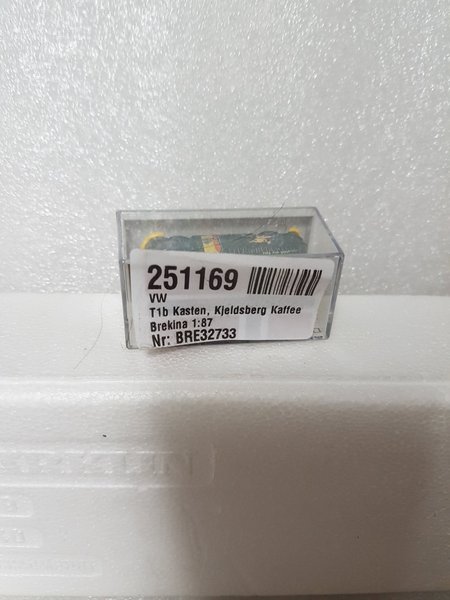 251169
VW
T1b Kasten, Kjeldsberg Kaffee
Brekina 1:87
Nr: BRE32733